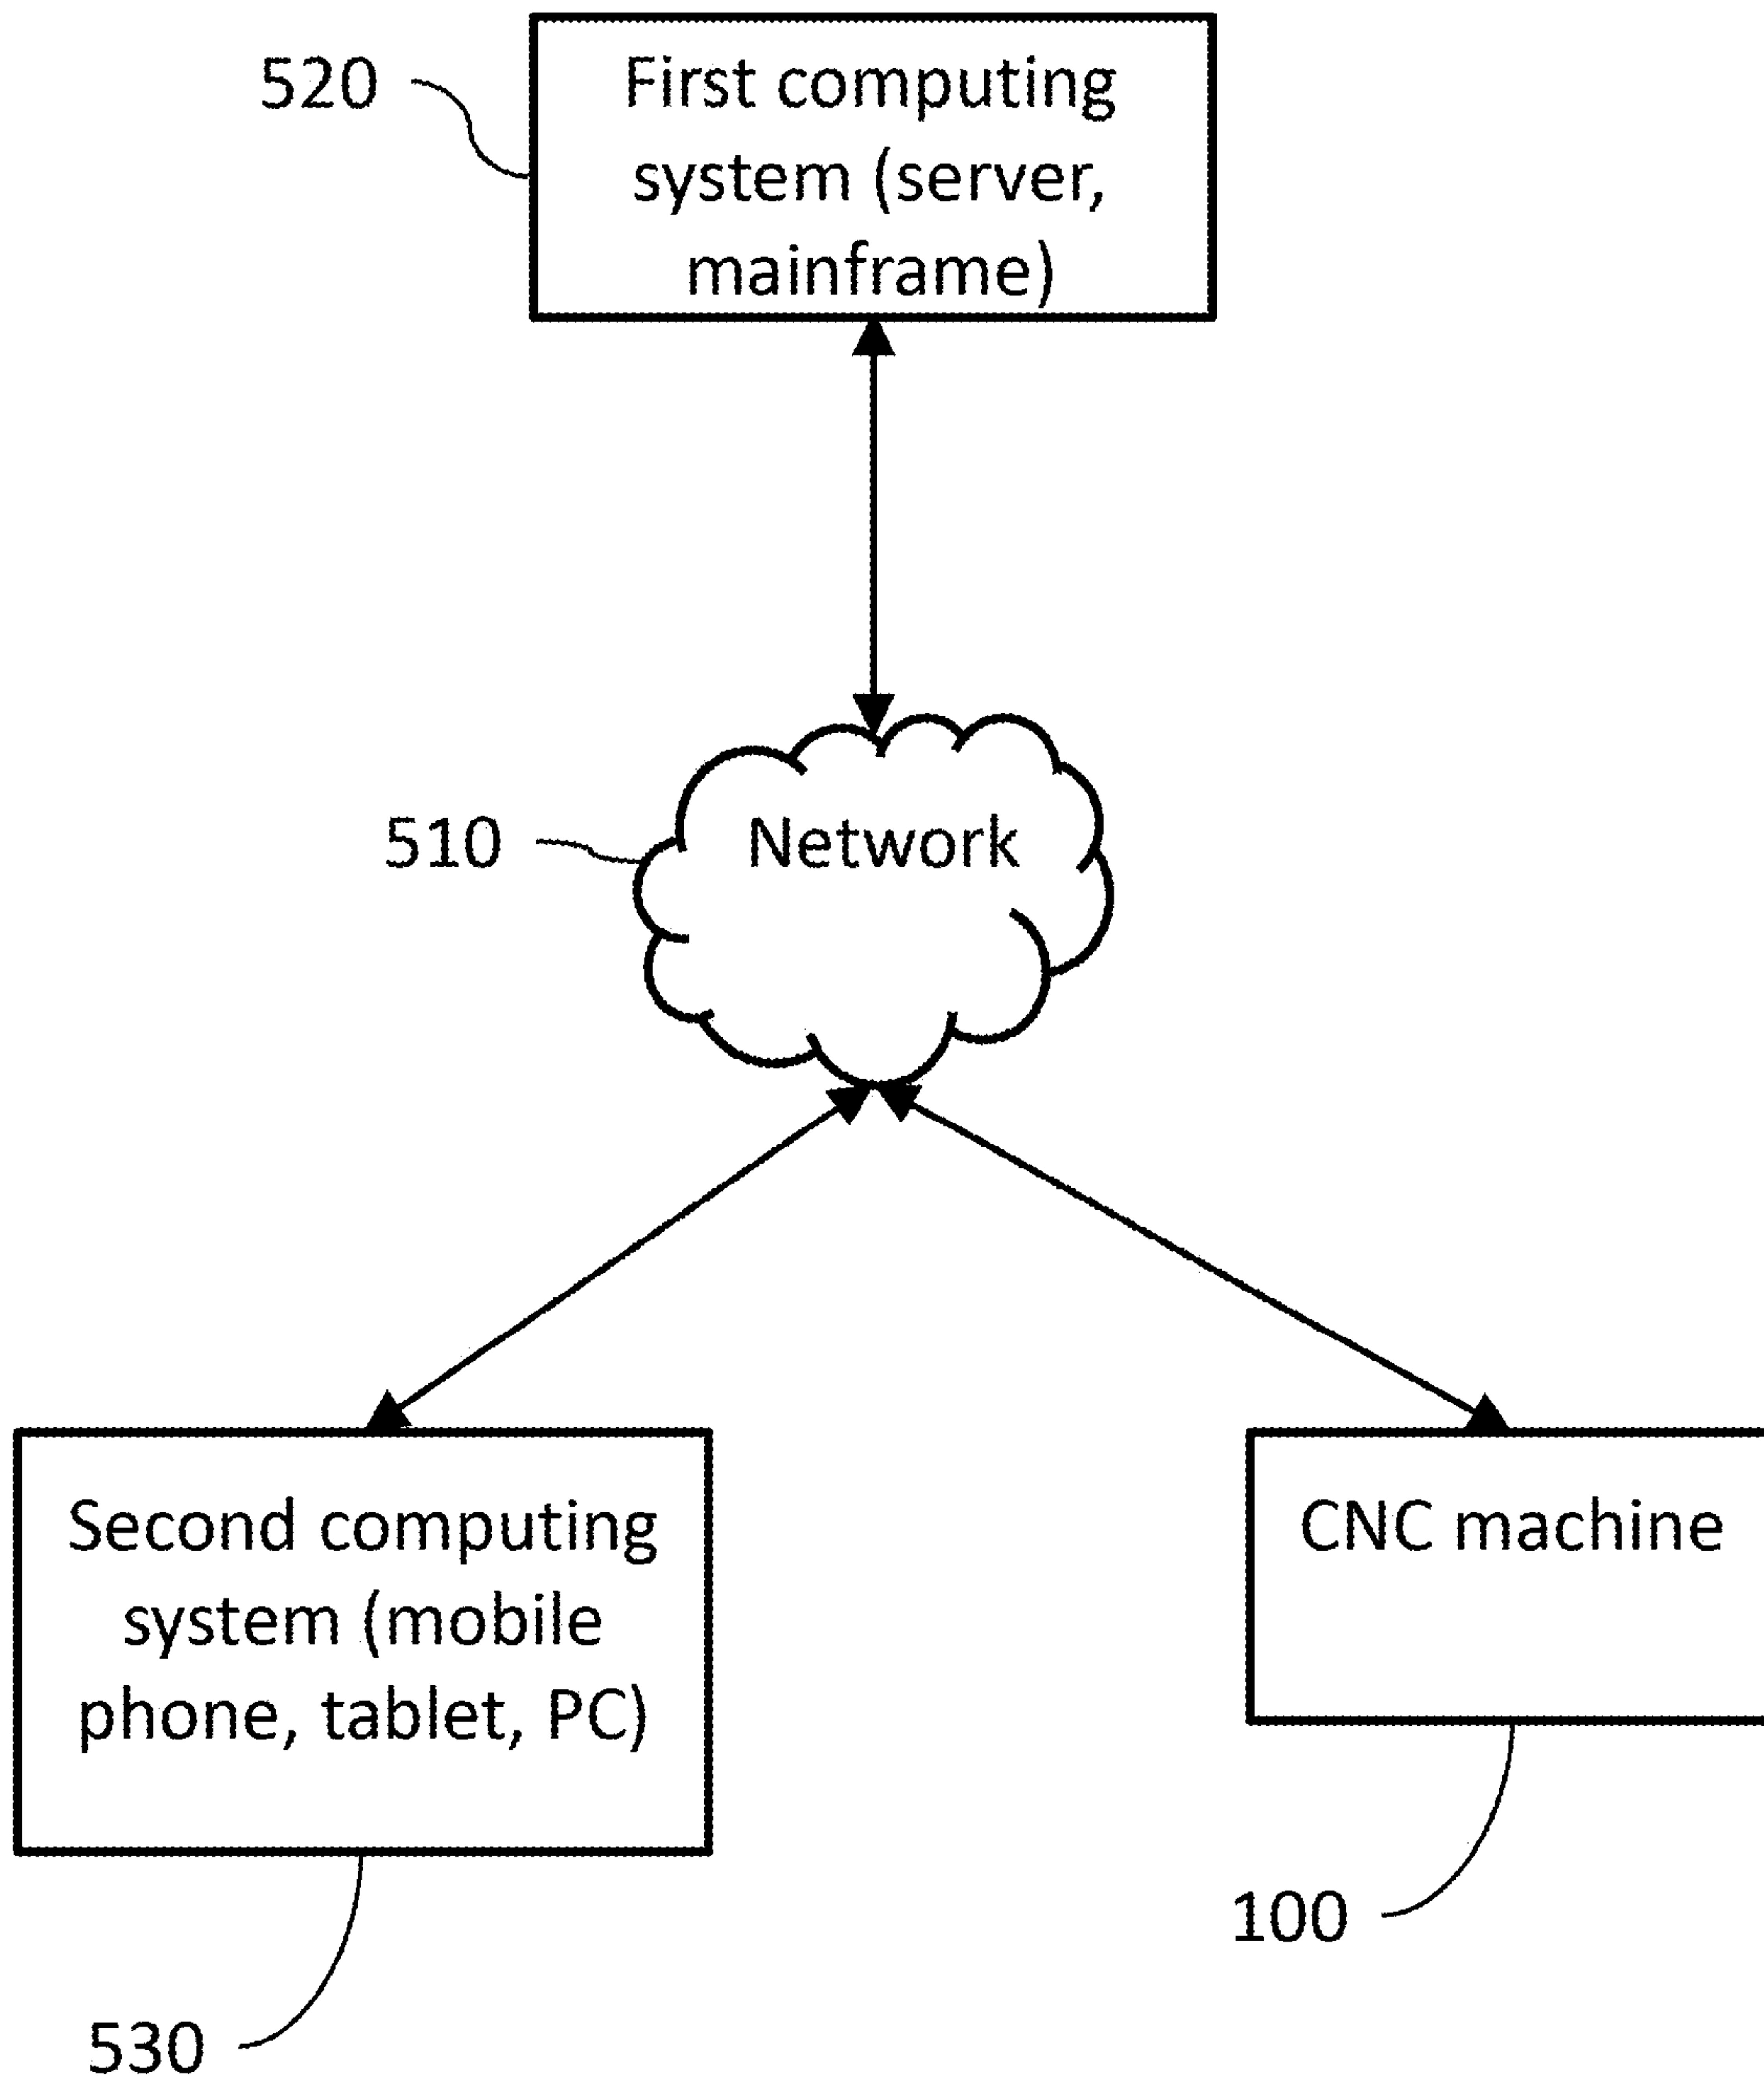 520
First computing
system (server,
mainframe)
510
Network
Second computing
system (mobile
phone, tablet, PC)
CNC machine
100
530